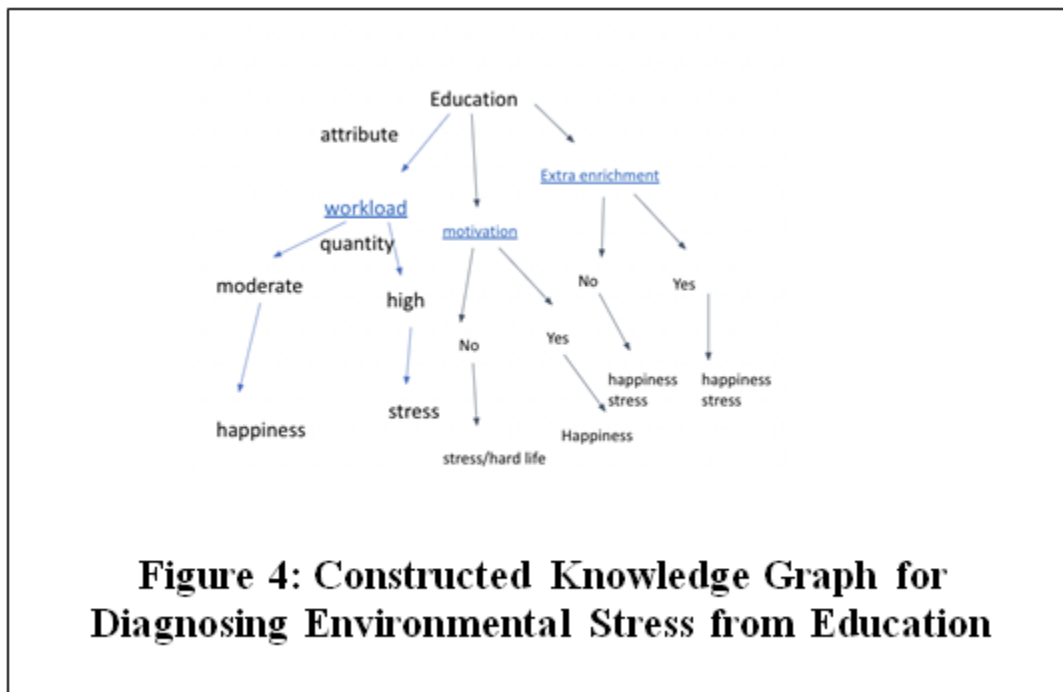 Education
attribute
Extra enrichment
workload
motivation
quantity
moderate
high
No
Yes
No
Yes
happiness
stress
happiness
stress
stress
happiness
Happiness
stress/hard life
Figure 4: Constructed Knowledge Graph for
Diagnosing Environmental Stress from Education